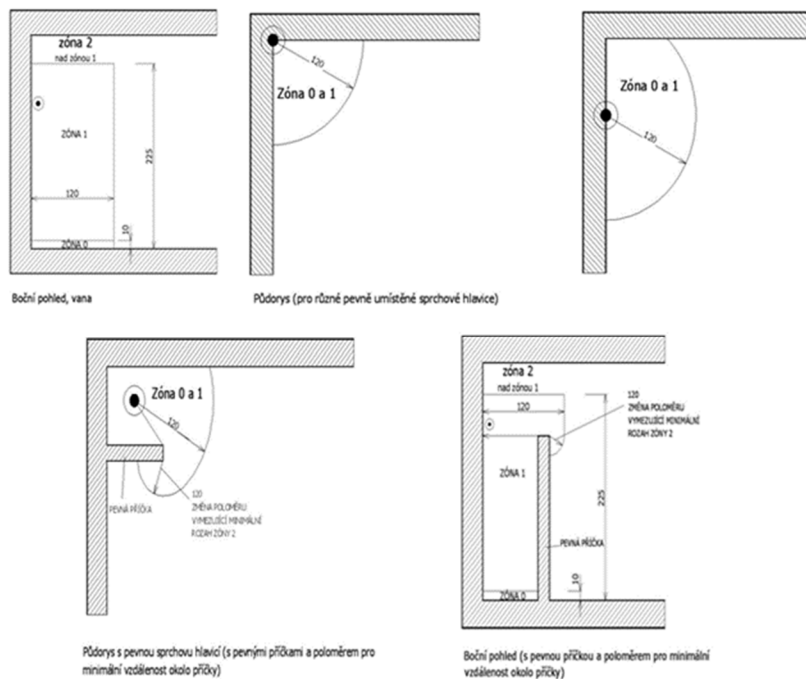 zóna 2
nad zónou 1
ZÓNA 1
120
225
10
ZÓNA 0
Boční pohled, vana
120
Zóna 0 a 1
Zóna 0 a 1
120
Půdorys (pro různé pevně umístěné sprchové hlavice)
Zóna 0 a 1
120
PEVNÁ PŘÍČKA
120
ZMĚNA POLOMĚRU
VYMEZUJÍCÍ MINIMÁLNÍ
ROZAH ZÓNY 2
Půdorys s pevnou sprchovu hlavicí (s pevnými příčkami a poloměrem pro
minimální vzdálenost okolo příčky)
zóna 2
nad zónou 1
120
120
ZMĚNA POLOMĚRU
VYMEZUJÍCÍ MINIMÁLNÍ
ROZAH ZÓNY 2
ZÓNA 1
225
PEVNÁ PŘÍČKA
10
ZÓNA 0
Boční pohled (s pevnou příčkou a poloměrem pro minimální
vzdálenost okolo příčky)